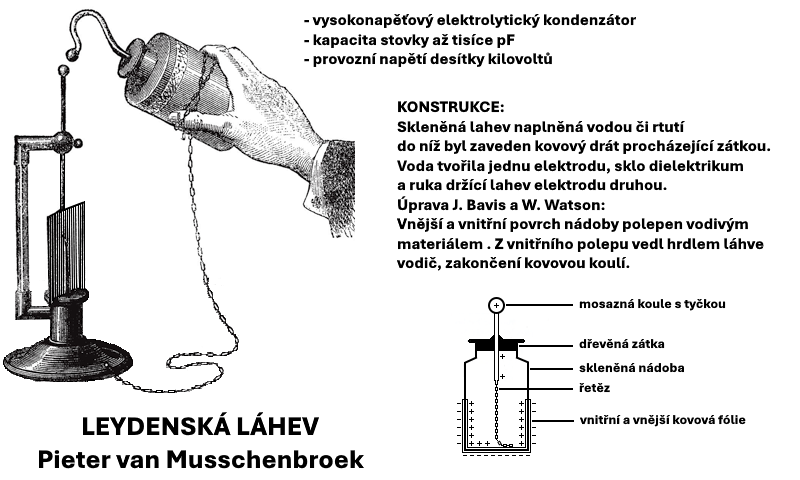 - vysokonapěťový elektrolytický kondenzátor
- kapacita stovky až tisíce pF
- provozní napětí desítky kilovoltů
KONSTRUKCE:
Skleněná lahev naplněná vodou či rtutí
do níž byl zaveden kovový drát procházející zátkou.
Voda tvořila jednu elektrodu, sklo dielektrikum
a ruka držící lahev elektrodu druhou.
Úprava J. Bavis a W. Watson:
Vnější a vnitřní povrch nádoby polepen vodivým
materiálem . Z vnitřního polepu vedl hrdlem láhve
vodič, zakončení kovovou koulí.
mosazná koule s tyčkou
dřevěná zátka
skleněná nádoba
řetěz
vnitřní a vnější kovová fólie
LEYDENSKÁ LÁHEV
Pieter van Musschenbroek